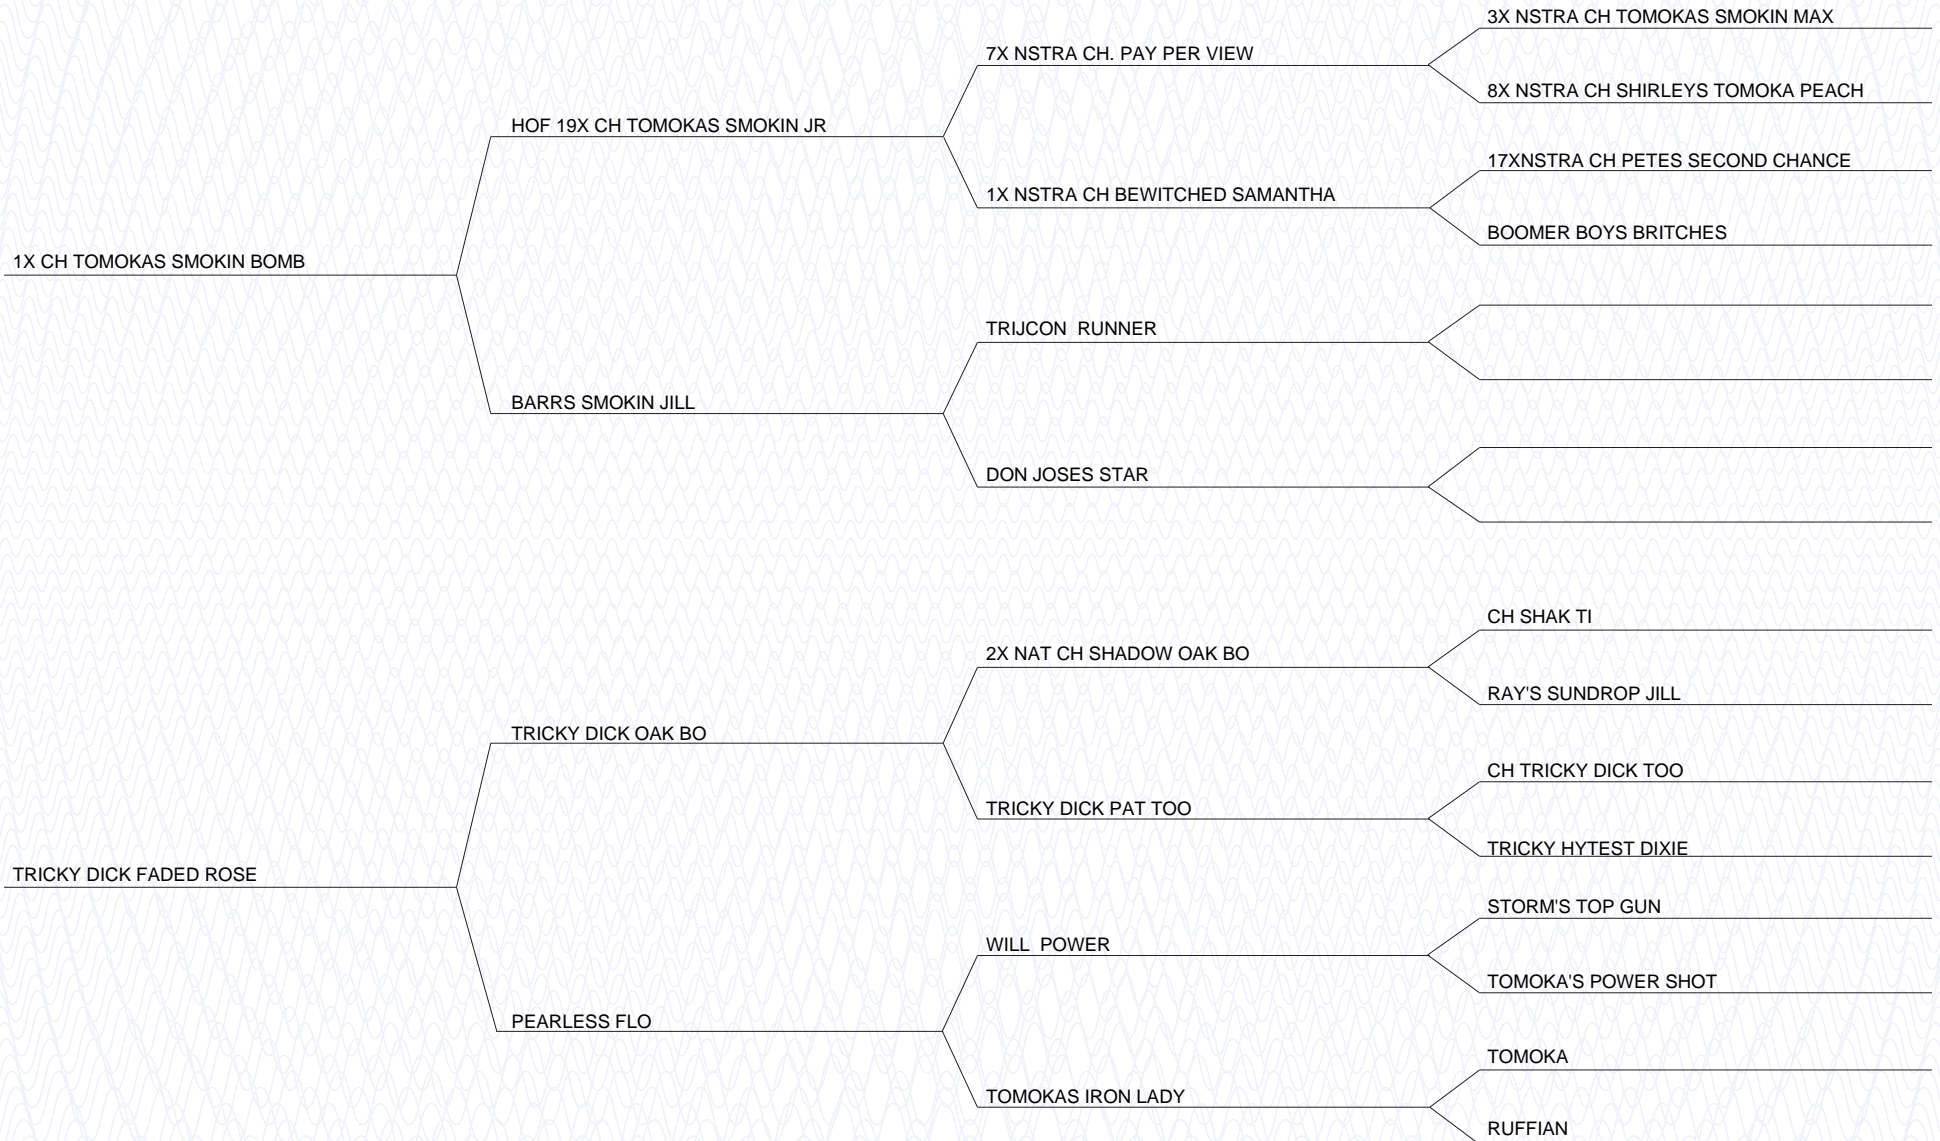 3X NSTRA CH TOMOKAS SMOKIN MAX
7X NSTRA CH. PAY PER VIEW
8X NSTRA CH SHIRLEYS TOMOKA PEACH
HOF 19X CH TOMOKAS SMOKIN JR
17XNSTRA CH PETES SECOND CHANCE
1X NSTRA CH BEWITCHED SAMANTHA
BOOMER BOYS BRITCHES
1X CH TOMOKAS SMOKIN BOMB
TRIJCON  RUNNER
BARRS SMOKIN JILL
DON JOSES STAR
CH SHAK TI
2X NAT CH SHADOW OAK BO
RAY'S SUNDROP JILL
TRICKY DICK OAK BO
CH TRICKY DICK TOO
TRICKY DICK PAT TOO
TRICKY HYTEST DIXIE
TRICKY DICK FADED ROSE
STORM'S TOP GUN
WILL  POWER
TOMOKA'S POWER SHOT
PEARLESS FLO
TOMOKA
TOMOKAS IRON LADY
RUFFIAN